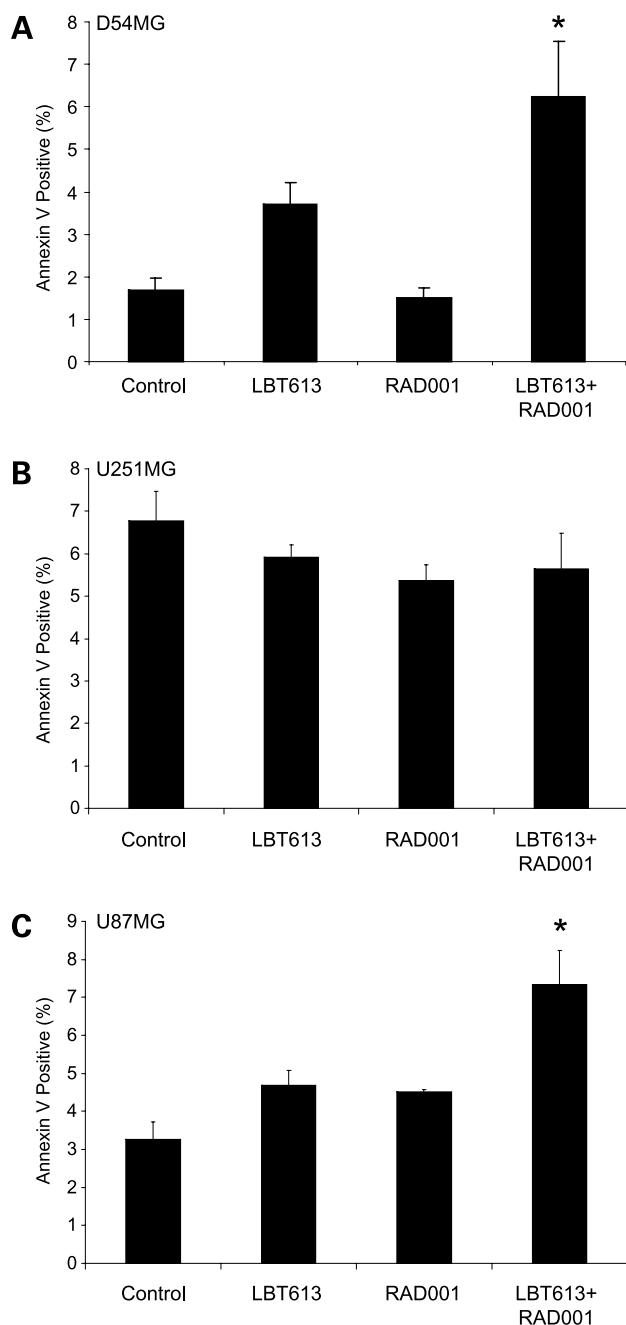 A
D54MG
*
8
7
6
5
4
3
2
1
0
Annexin V Positive (%)
Control LBT613 RAD001 LBT613+
RAD001
B
U251MG
8
7
6
5
4
3
2
1
0
Annexin V Positive (%)
Control LBT613 RAD001 LBT613+
RAD001
C
U87MG
*
9
8
7
6
5
4
3
2
1
0
Annexin V Positive (%)
Control LBT613 RAD001 LBT613+
RAD001